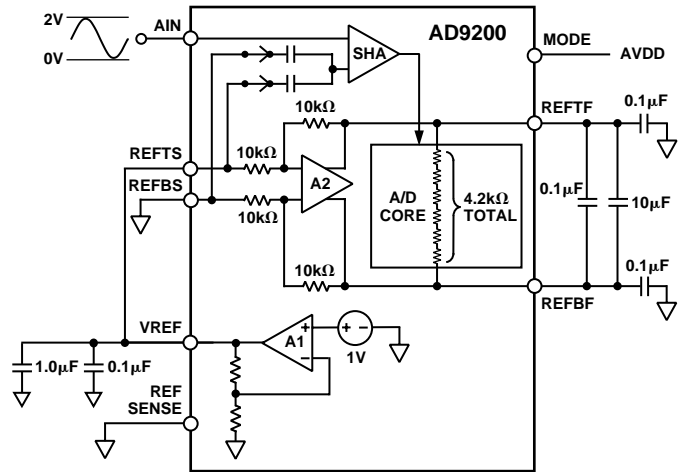 2V
0V
AIN
AD9200
SHA
MODE
AVDD
10kΩ
REFTF
0.1μF
REFTS
10kΩ
REFBS
10kΩ
A2
A/D
CORE
4.2kΩ
TOTAL
0.1μF
10μF
10kΩ
0.1μF
REFBF
VREF
A1
+
–
+ –
1V
1.0μF
0.1μF
REF
SENSE